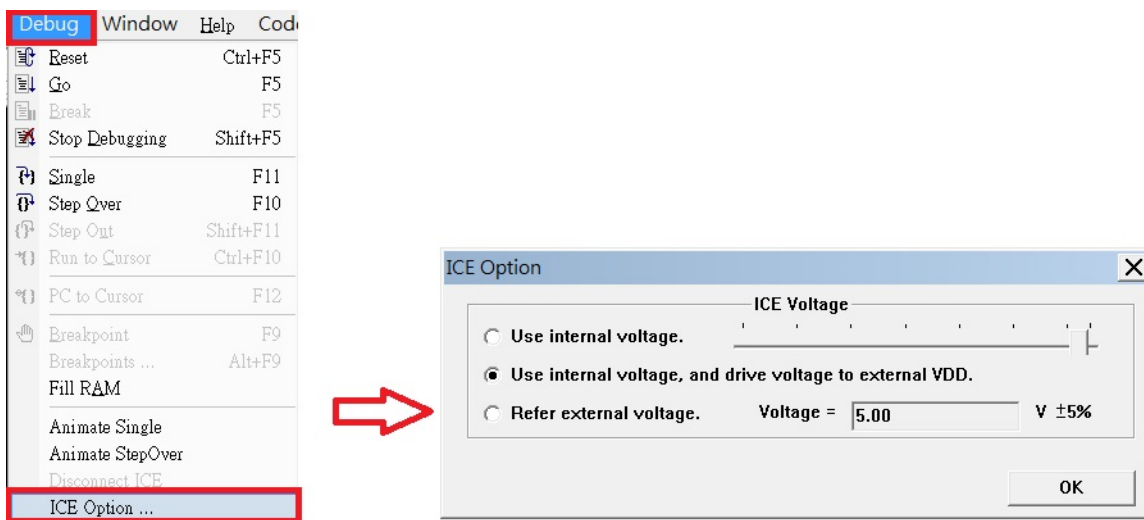 Debug Window Help
Reset Ctrl+F5
Go F5
Break F5
Stop Debugging Shift+F5
Single F11
Step Over F10
Step Out Shift+F11
Run to Cursor Ctrl+F10
PC to Cursor F12
Breakpoint F9
Breakpoints ... Alt+F9
Fill RAM
Animate Single
Animate StepOver
Disconnect ICE
ICE Option ...
ICE Option
ICE Voltage
Use internal voltage.
Use internal voltage, and drive voltage to external VDD.
Refer external voltage. Voltage = 5.00 V ±5%
OK